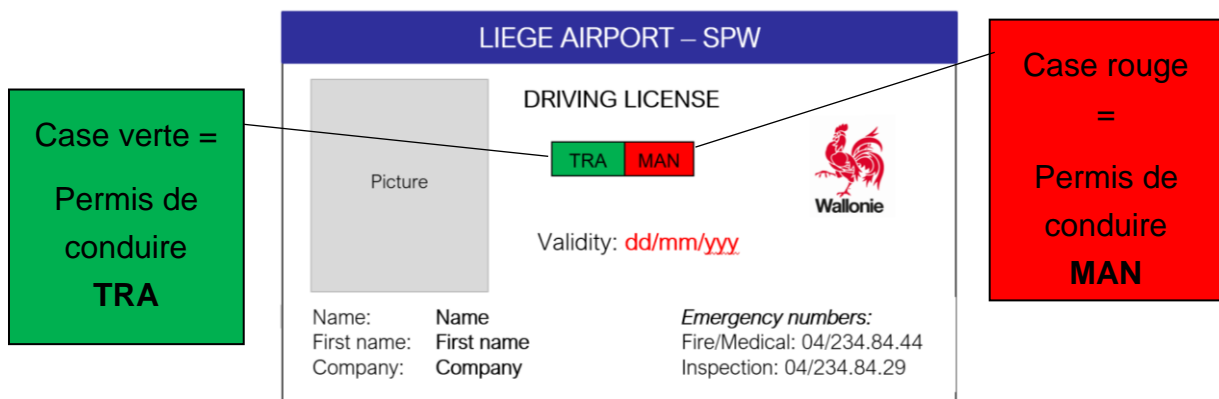 LIEGE AIRPORT – SPW
Case verte =
Permis de
conduire
TRA
Picture
DRIVING LICENSE
TRA MAN
Wallonie
Validity: dd/mm/yyy
Case rouge
=
Permis de
conduire
MAN
Name: Name
First name: First name
Company: Company
Emergency numbers:
Fire/Medical: 04/234.84.44
Inspection: 04/234.84.29